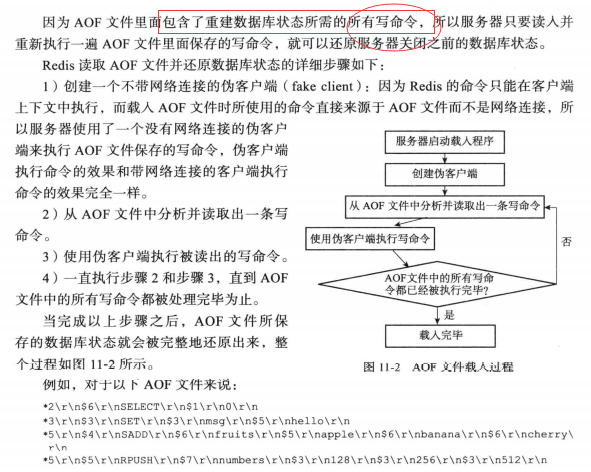 因为 AOF 文件里面包含了重建数据库状态所需的所有写命令，所以服务器只要读入并
重新执行一遍 AOF 文件里面保存的写命令，就可以还原服务器关闭之前的数据库状态。
Redis 读取 AOF 文件并还原数据库状态的详细步骤如下：
1）创建一个不带网络连接的伪客户端（fake client）：因为 Redis 的命令只能在客户端
上下文中执行，而载入 AOF 文件时所使用的命令直接来源于 AOF 文件而不是网络连接，所
以服务器使用了一个没有网络连接的伪客户
端来执行 AOF 文件保存的写命令，伪客户端
执行命令的效果和带网络连接的客户端执行
命令的效果完全一样。
2）从 AOF 文件中分析并读取出一条写
命令。
3）使用伪客户端执行被读出的写命令。
4）一直执行步骤 2 和步骤 3，直到 AOF
文件中的所有写命令都被处理完毕为止。
当完成以上步骤之后，AOF 文件所保
存的数据库状态就会被完整地还原出来，整
个过程如图 11-2 所示。
服务器启动载入程序
创建伪客户端
从 AOF 文件中分析并读取出一条写命令
使用伪客户端执行写命令
否
AOF文件中的所有写命
令都已经被执行完毕？
是
载入完毕
图 11-2 AOF 文件载入过程
例如，对于以下 AOF 文件来说：
*2\r\n$6\r\nSELECT\r\n$1\r\n0\r\n
*3\r\n$3\r\nSET\r\n$3\r\nmsg\r\n$5\r\nhello\r\n
*5\r\n$4\r\nSADD\r\n$6\r\nfruits\r\n$5\r\napple\r\n$6\r\nbanana\r\n$6\r\ncherry\
r\n
*5\r\n$5\r\nRPUSH\r\n$7\r\nnumbers\r\n$3\r\n128\r\n$3\r\n256\r\n$3\r\n512\r\n